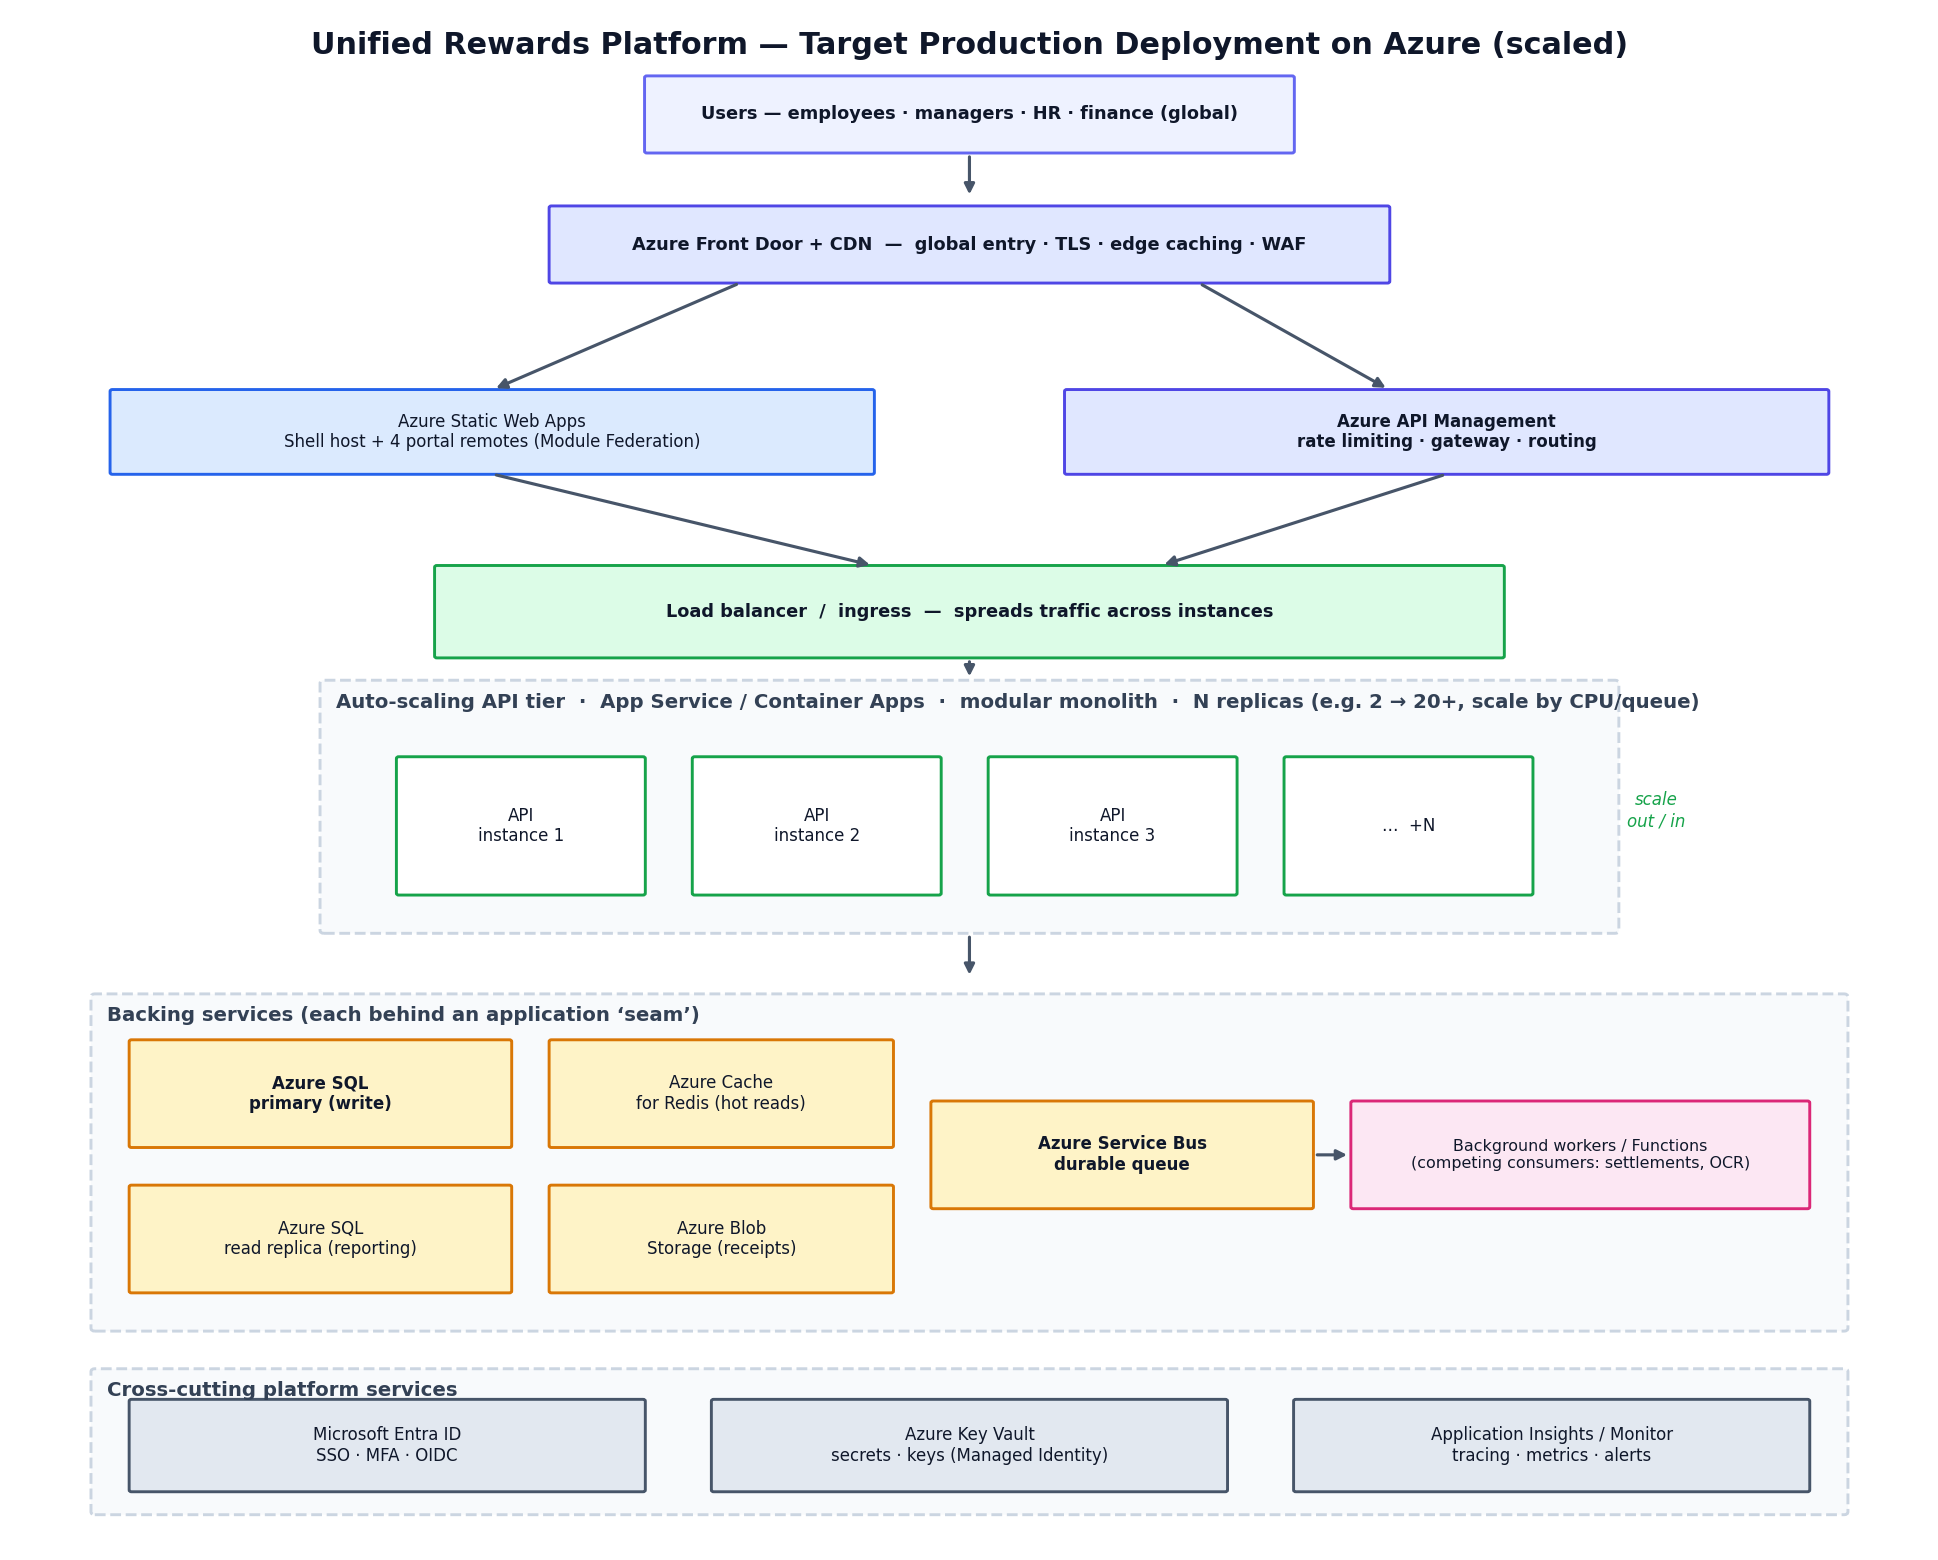 Unified Rewards Platform — Target Production Deployment on Azure (scaled)
Users — employees · managers · HR · finance (global)
Azure Front Door + CDN  —  global entry · TLS · edge caching · WAF
Azure Static Web Apps
Shell host + 4 portal remotes (Module Federation)
Azure API Management
rate limiting · gateway · routing
Load balancer  /  ingress  —  spreads traffic across instances
Auto-scaling API tier  ·  App Service / Container Apps  ·  modular monolith  ·  N replicas (e.g. 2 → 20+, scale by CPU/queue)
API
instance 1
API
instance 2
API
instance 3
…  +N
scale
out / in
Backing services (each behind an application ‘seam’)
Azure SQL
primary (write)
Azure Cache
for Redis (hot reads)
Azure Service Bus
durable queue
Background workers / Functions
(competing consumers: settlements, OCR)
Azure SQL
read replica (reporting)
Azure Blob
Storage (receipts)
Cross-cutting platform services
Microsoft Entra ID
SSO · MFA · OIDC
Azure Key Vault
secrets · keys (Managed Identity)
Application Insights / Monitor
tracing · metrics · alerts